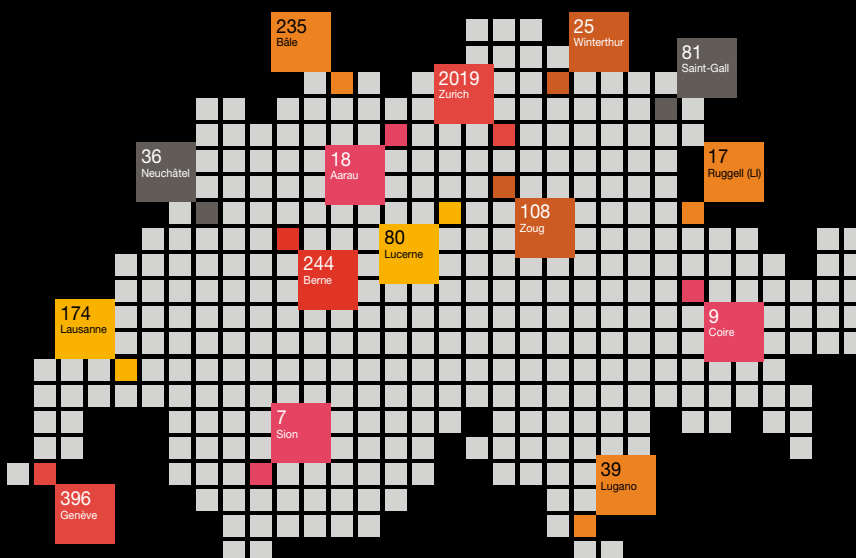 235
Bâle
25
Winterthur
81
Saint-Gall
2019
Zurich
36
Neuchâtel
18
Aarau
17
Ruggell (LI)
108
Zoug
80
Lucerne
244
Berne
174
Lausanne
9
Coire
7
Sion
39
Lugano
396
Genève